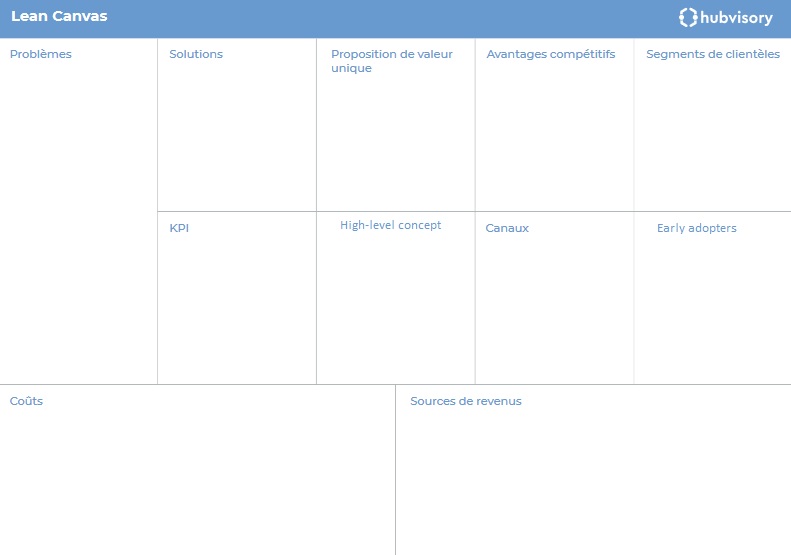 Lean Canvas
hubvisory
Problèmes
Solutions
Proposition de valeur
unique
Avantages compétitifs
Segments de clientèles
KPI
High-level concept
Canaux
Early adopters
Coûts
Sources de revenus